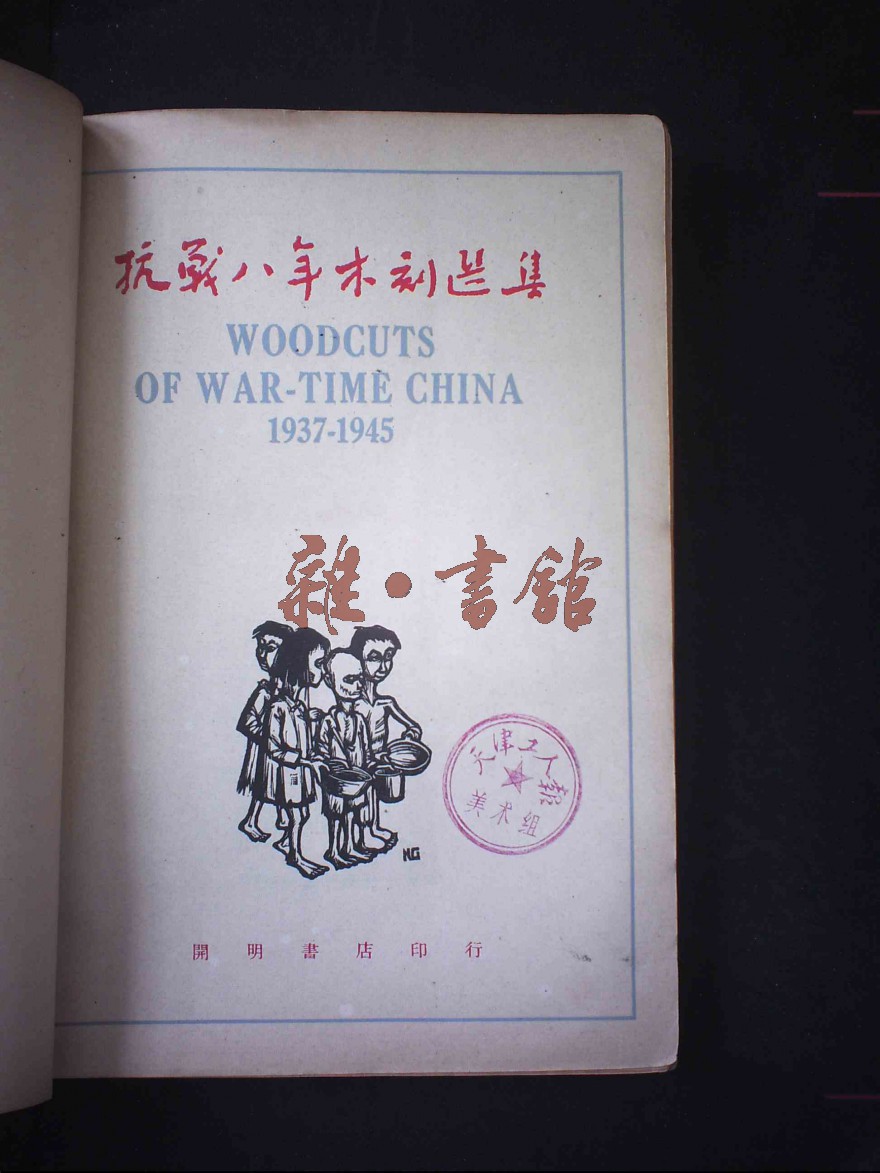 抗戰八年木刻選集
WOODCUTS
OF WAR-TIME CHINA
1937-1945
雜·書館
NG
天津工人報
美术组
開明書店印行